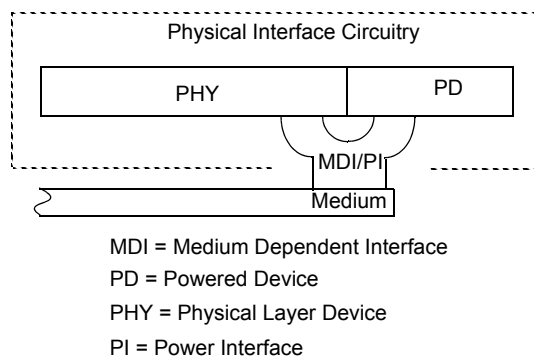 Physical Interface Circuitry
PHY
PD
MDI/PI
Medium
MDI = Medium Dependent Interface
PD = Powered Device
PHY = Physical Layer Device
PI = Power Interface